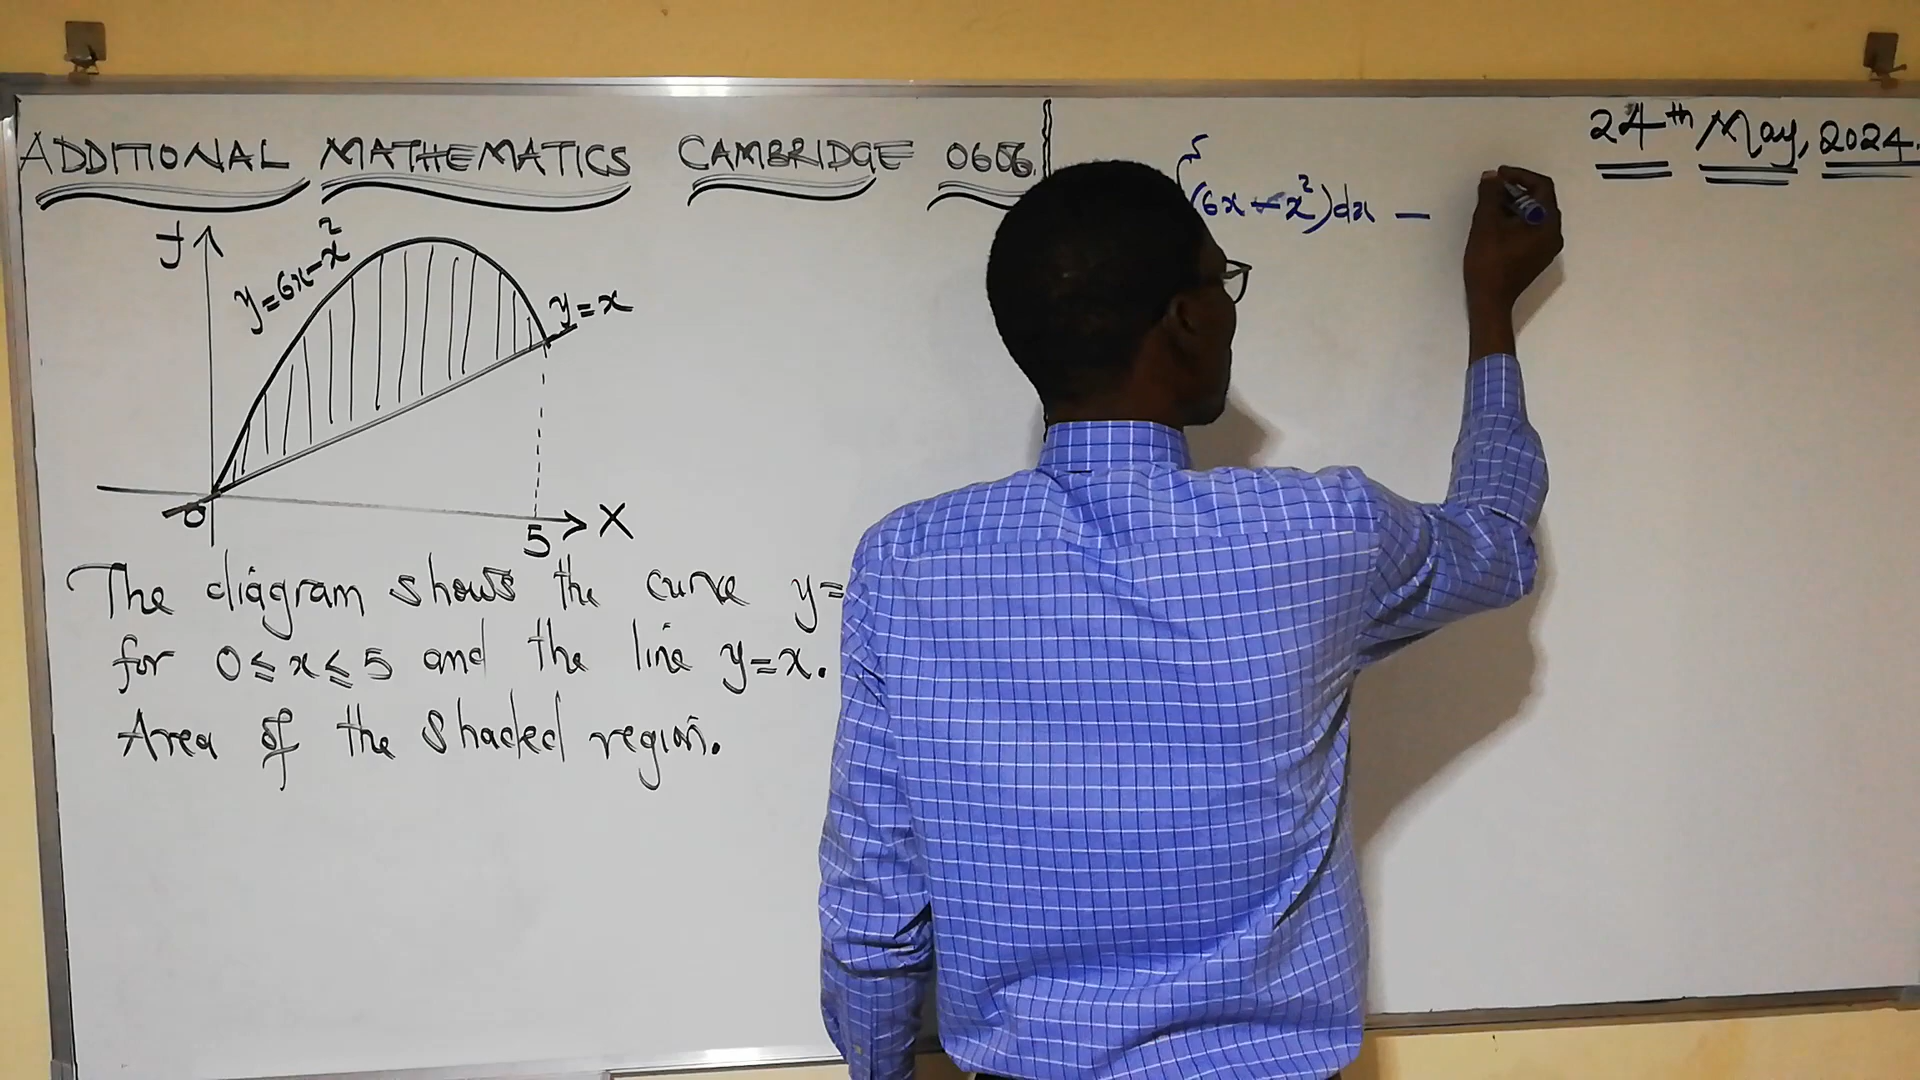 ADDITIONAL MATHEMATICS CAMBRIDGE 0606.
24th May, 2024.
5
(6x-x²)dx -
y
y=6x-x²
y=x
0
5
X
The diagram shows the curve y=
for 0≤x≤5 and the line y=x.
Area of the shaded region.